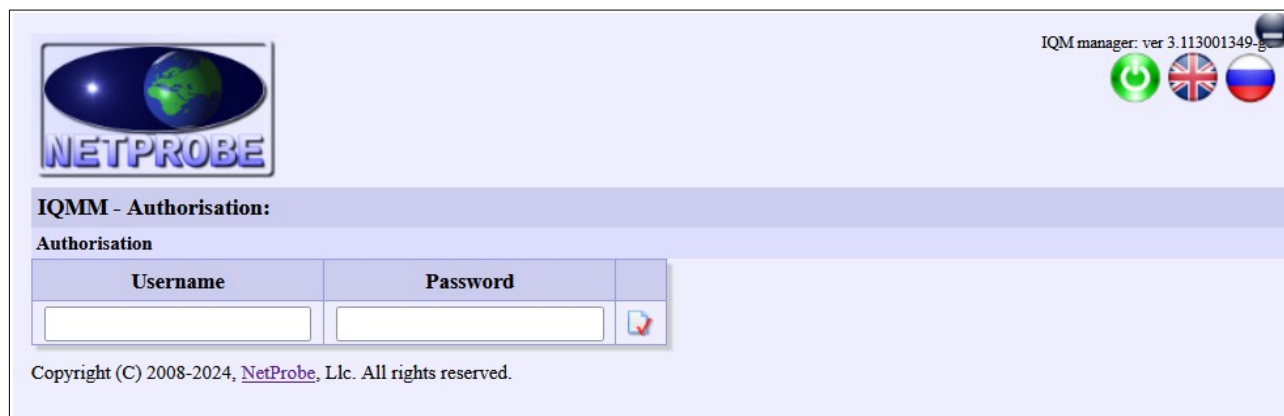 NETPROBE
IQM manager: ver 3.113001349-g
IQMM - Authorisation:
Authorisation
Username Password
Copyright (C) 2008-2024, NetProbe, Llc. All rights reserved.